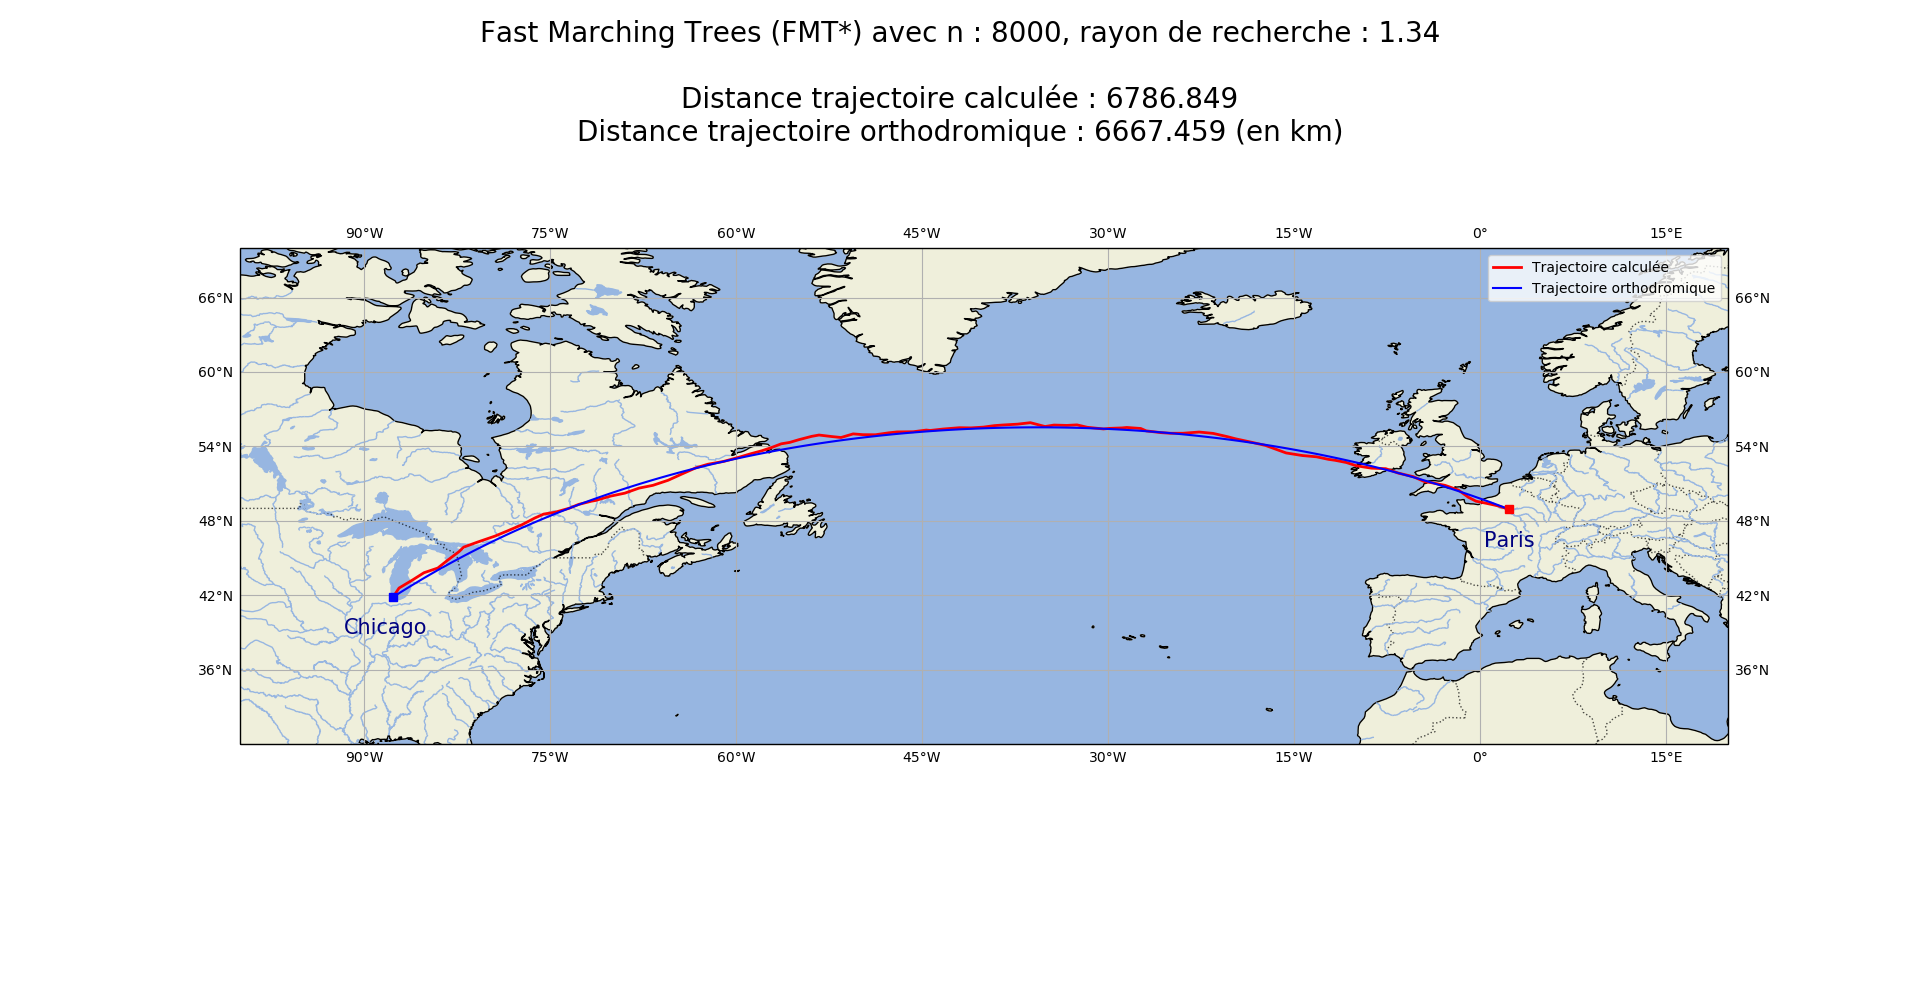 Fast Marching Trees (FMT*) avec n : 8000, rayon de recherche : 1.34
Distance trajectoire calculée : 6786.849
Distance trajectoire orthodromique : 6667.459 (en km)
90°W 75°W 60°W 45°W 30°W 15°W 0° 15°E
Trajectoire calculée
Trajectoire orthodromique
66°N 66°N
60°N 60°N
54°N 54°N
48°N 48°N
Paris
42°N 42°N
Chicago
36°N 36°N
90°W 75°W 60°W 45°W 30°W 15°W 0° 15°E